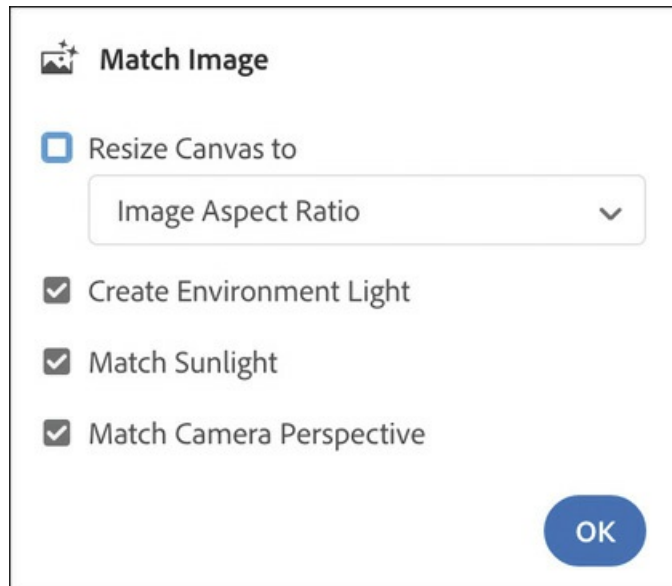 Match Image
Resize Canvas to
Image Aspect Ratio
Create Environment Light
Match Sunlight
Match Camera Perspective
OK